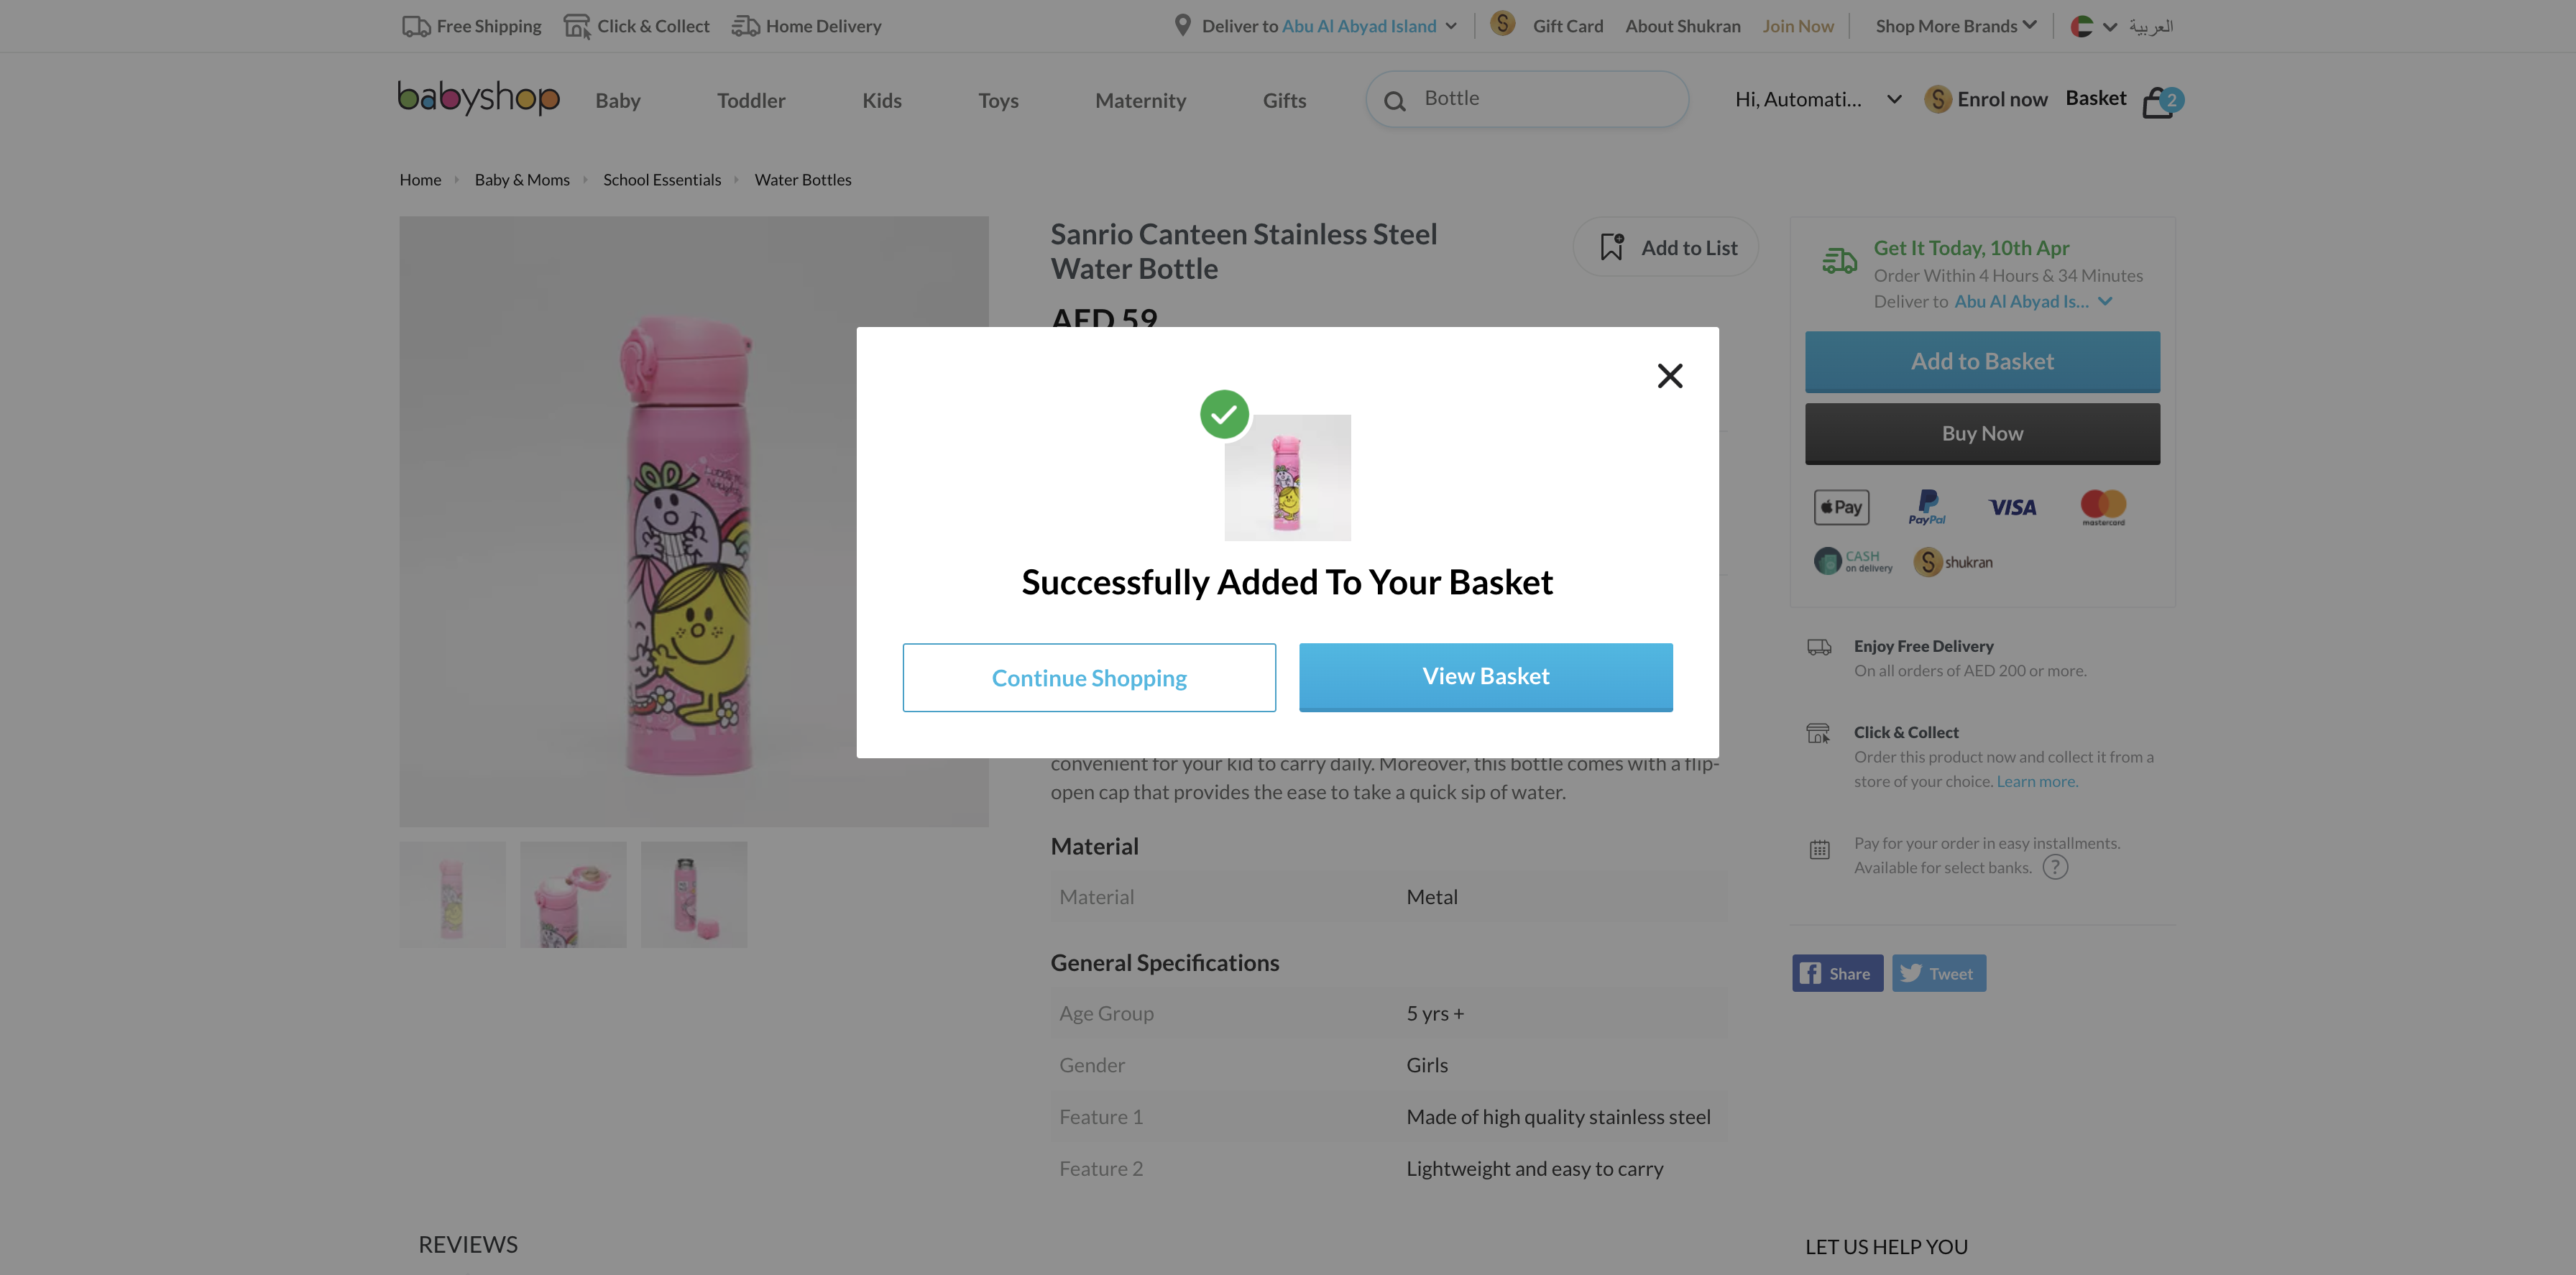 Free Shipping
Click & Collect
Home Delivery
Deliver to Abu Al Abyad Island
Gift Card
About Shukran
Join Now
Shop More Brands
العربية
babyshop
Baby
Toddler
Kids
Toys
Maternity
Gifts
Bottle
Hi, Automati...
Enrol now
Basket
2
Home
Baby & Moms
School Essentials
Water Bottles
Sanrio Canteen Stainless Steel
Water Bottle
AED 59
Add to List
Get It Today, 10th Apr
Order Within 4 Hours & 34 Minutes
Deliver to Abu Al Abyad Is...
Add to Basket
Buy Now
Pay
PayPal
VISA
mastercard
CASH
on delivery
shukran
Successfully Added To Your Basket
Continue Shopping
View Basket
Enjoy Free Delivery
On all orders of AED 200 or more.
Click & Collect
Order this product now and collect it from a
store of your choice. Learn more.
Pay for your order in easy installments.
Available for select banks. ?
Share
Tweet
convenient for your kid to carry daily. Moreover, this bottle comes with a flip-
open cap that provides the ease to take a quick sip of water.
Material
Material
Metal
General Specifications
Age Group
5 yrs +
Gender
Girls
Feature 1
Made of high quality stainless steel
Feature 2
Lightweight and easy to carry
REVIEWS
LET US HELP YOU